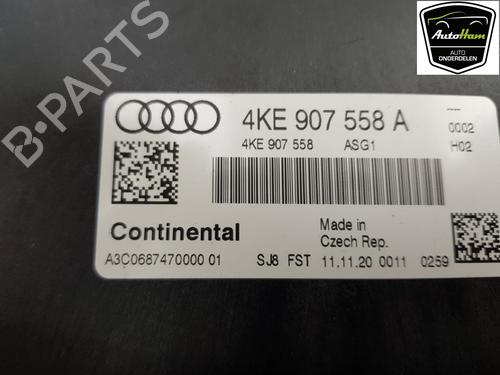 AutoHam
AUTO
ONDERDELEN
B-PARTS
4KE 907 558 A
--
0002
4KE 907 558 ASG1 H02
Continental
Made in
Czech Rep.
A3C0687470000 01 SJ8 FST 11.11.20 0011 0259